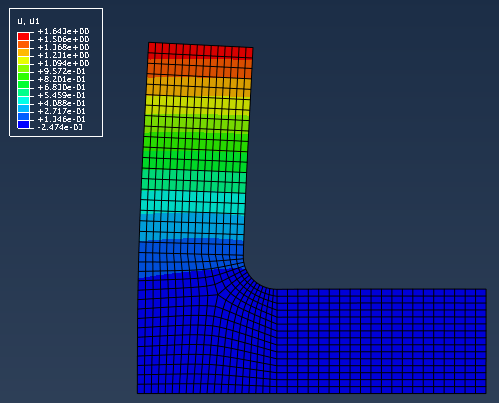 U, U1
+1.643e+00
+1.506e+00
+1.368e+00
+1.231e+00
+1.094e+00
+9.572e-01
+8.201e-01
+6.830e-01
+5.459e-01
+4.088e-01
+2.717e-01
+1.346e-01
-2.474e-03